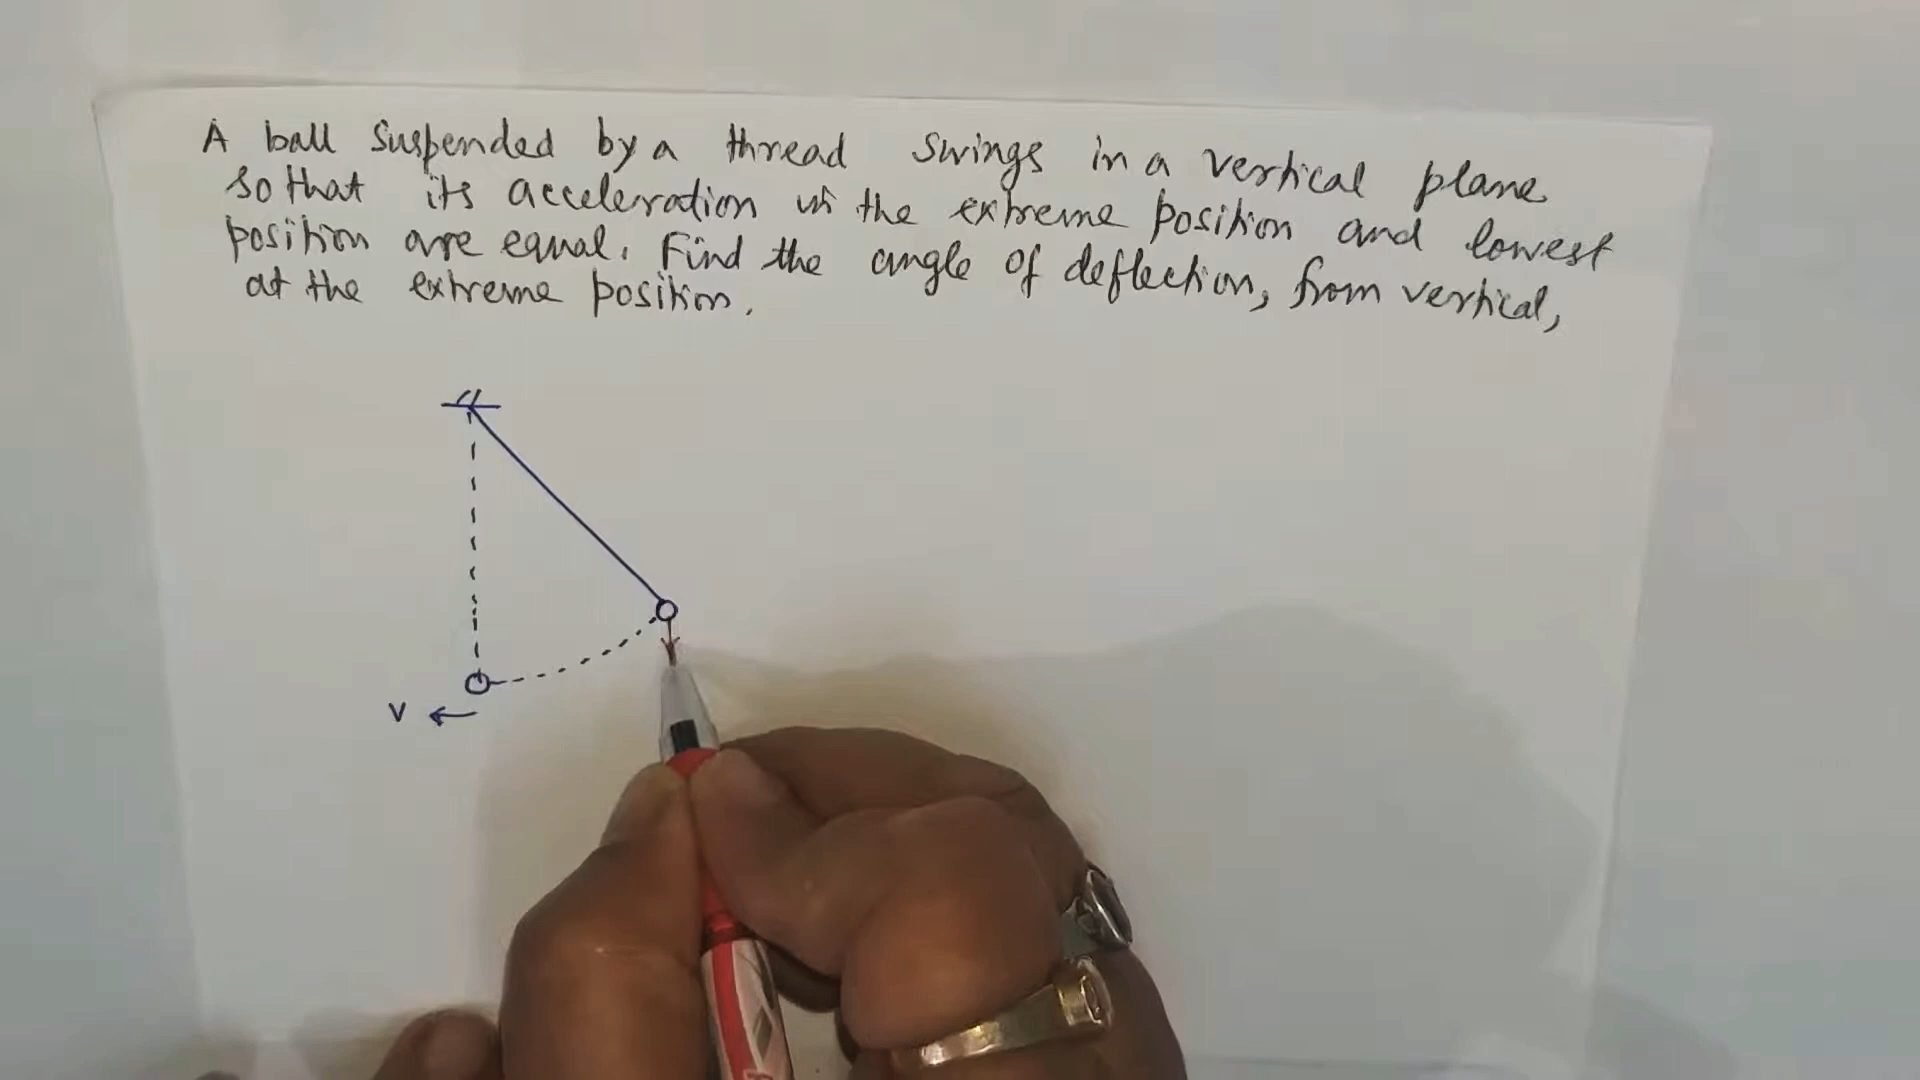 A ball suspended by a thread swings in a vertical plane
so that its acceleration in the extreme position and lowest
position are equal. Find the angle of deflection, from vertical,
at the extreme position.
V